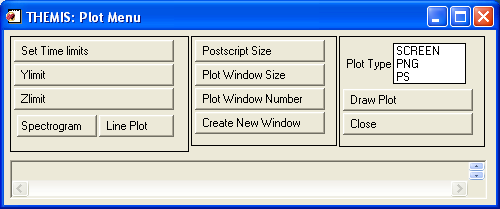 THEMIS: Plot Menu
Set Time limits
Ylimit
Zlimit
Spectrogram
Line Plot
Postscript Size
Plot Window Size
Plot Window Number
Create New Window
Plot Type
SCREEN
PNG
PS
Draw Plot
Close